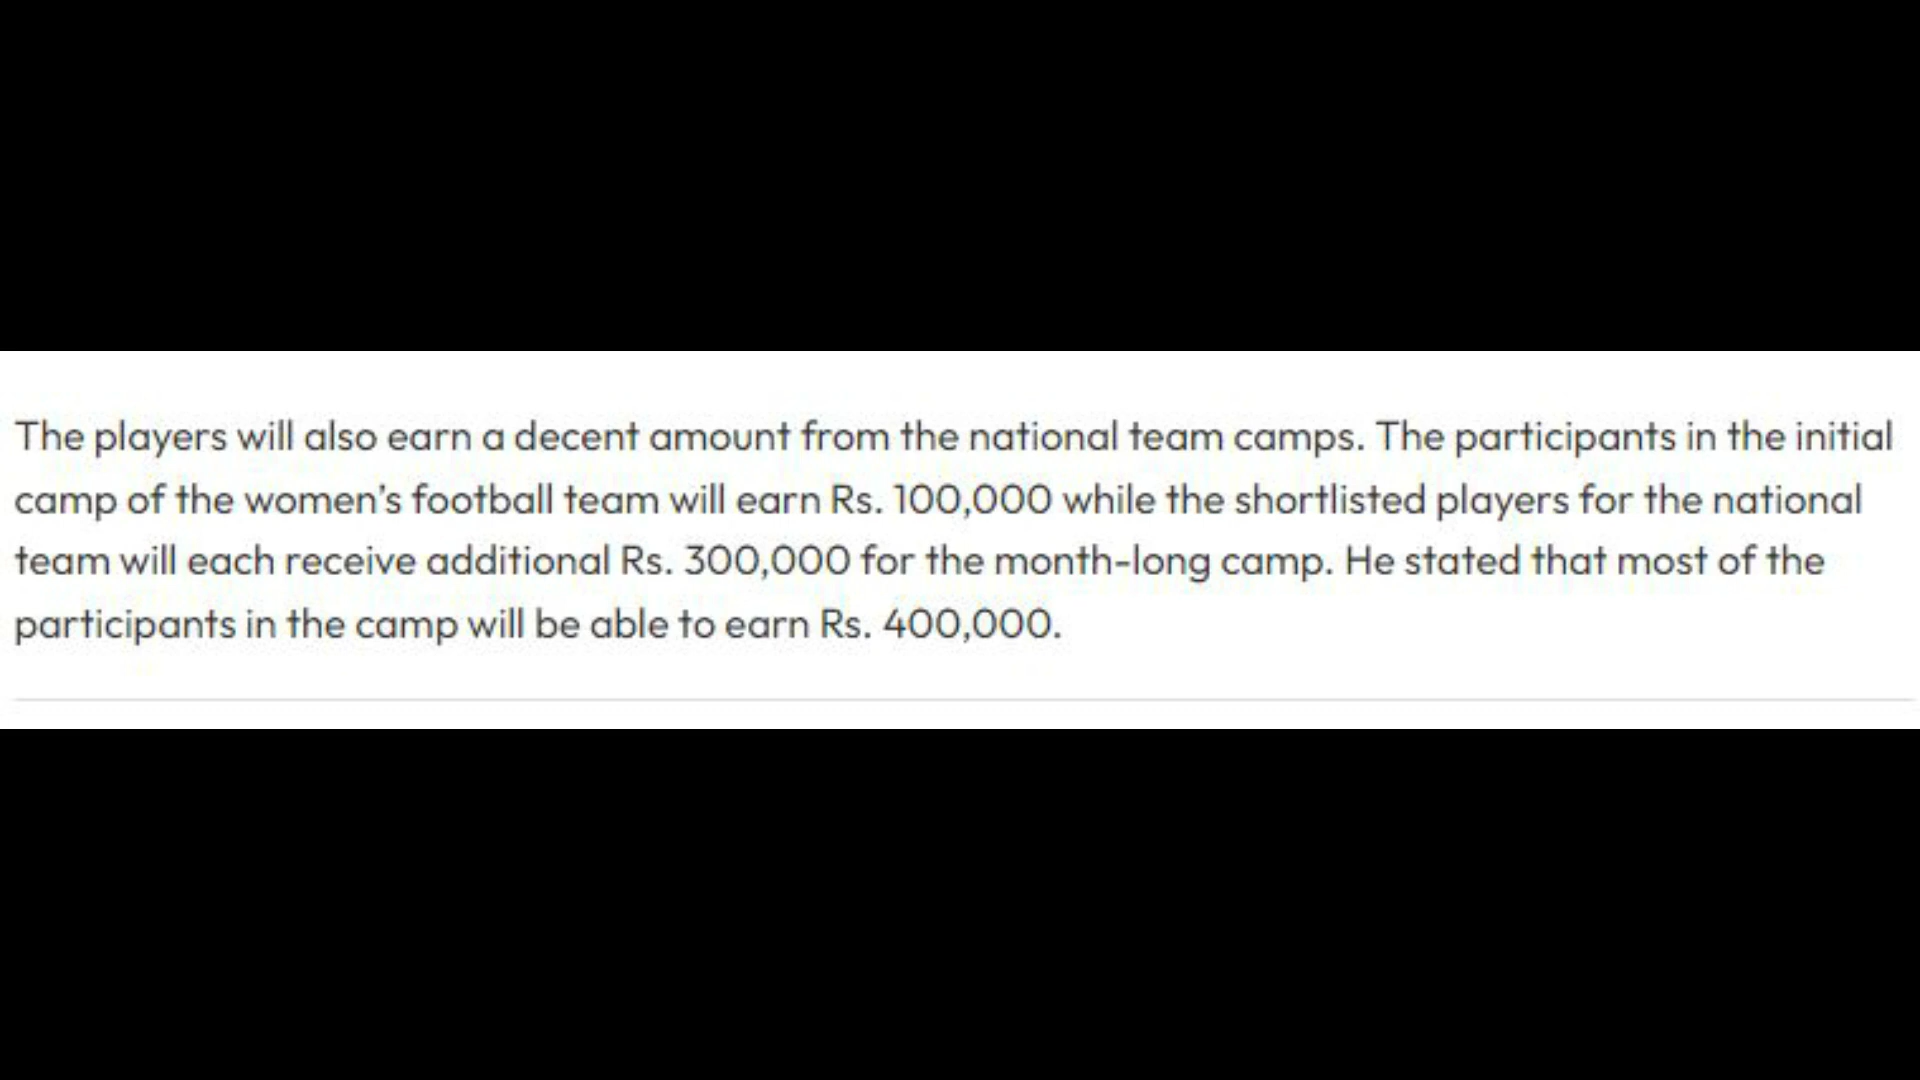 The players will also earn a decent amount from the national team camps. The participants in the initial
camp of the women’s football team will earn Rs. 100,000 while the shortlisted players for the national
team will each receive additional Rs. 300,000 for the month-long camp. He stated that most of the
participants in the camp will be able to earn Rs. 400,000.